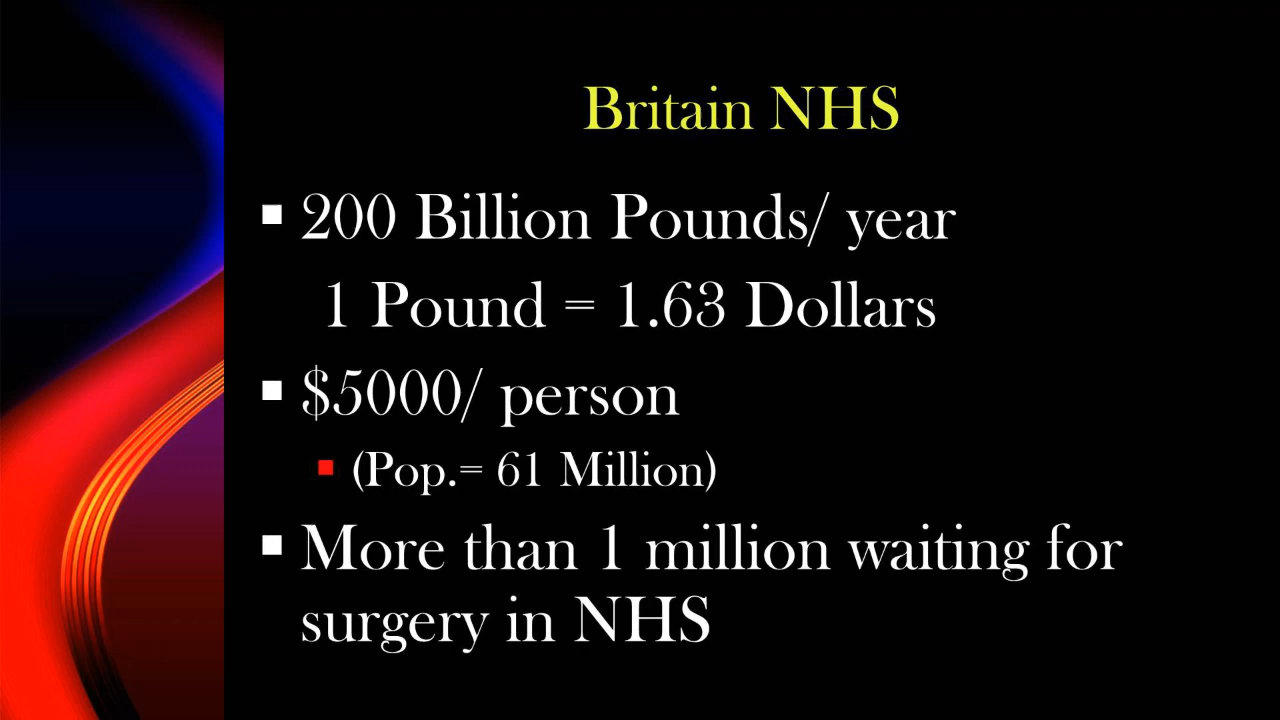 Britain NHS
▪ 200 Billion Pounds/ year
1 Pound = 1.63 Dollars
▪ $5000/ person
▪ (Pop.= 61 Million)
▪ More than 1 million waiting for
surgery in NHS